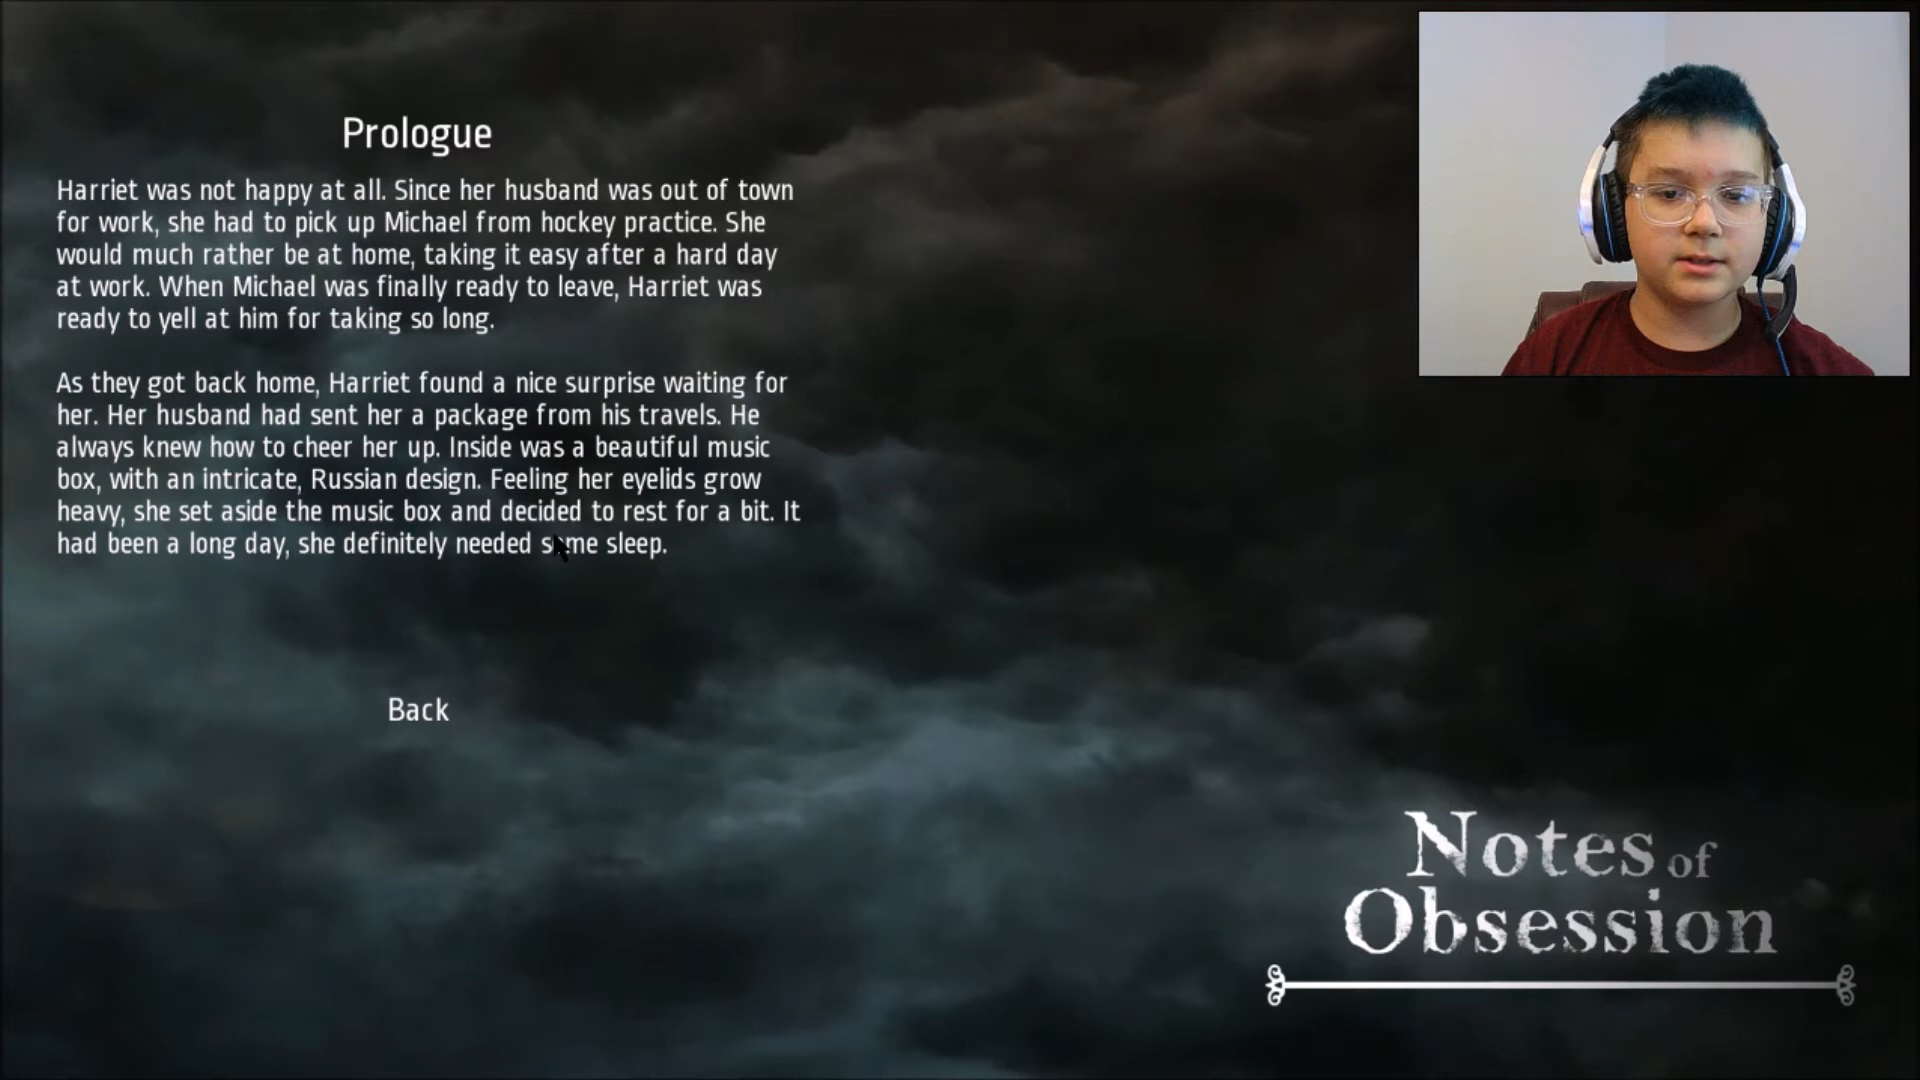 Prologue
Harriet was not happy at all. Since her husband was out of town
for work, she had to pick up Michael from hockey practice. She
would much rather be at home, taking it easy after a hard day
at work. When Michael was finally ready to leave, Harriet was
ready to yell at him for taking so long.
As they got back home, Harriet found a nice surprise waiting for
her. Her husband had sent her a package from his travels. He
always knew how to cheer her up. Inside was a beautiful music
box, with an intricate, Russian design. Feeling her eyelids grow
heavy, she set aside the music box and decided to rest for a bit. It
had been a long day, she definitely needed some sleep.
Back
Notes of
Obsession